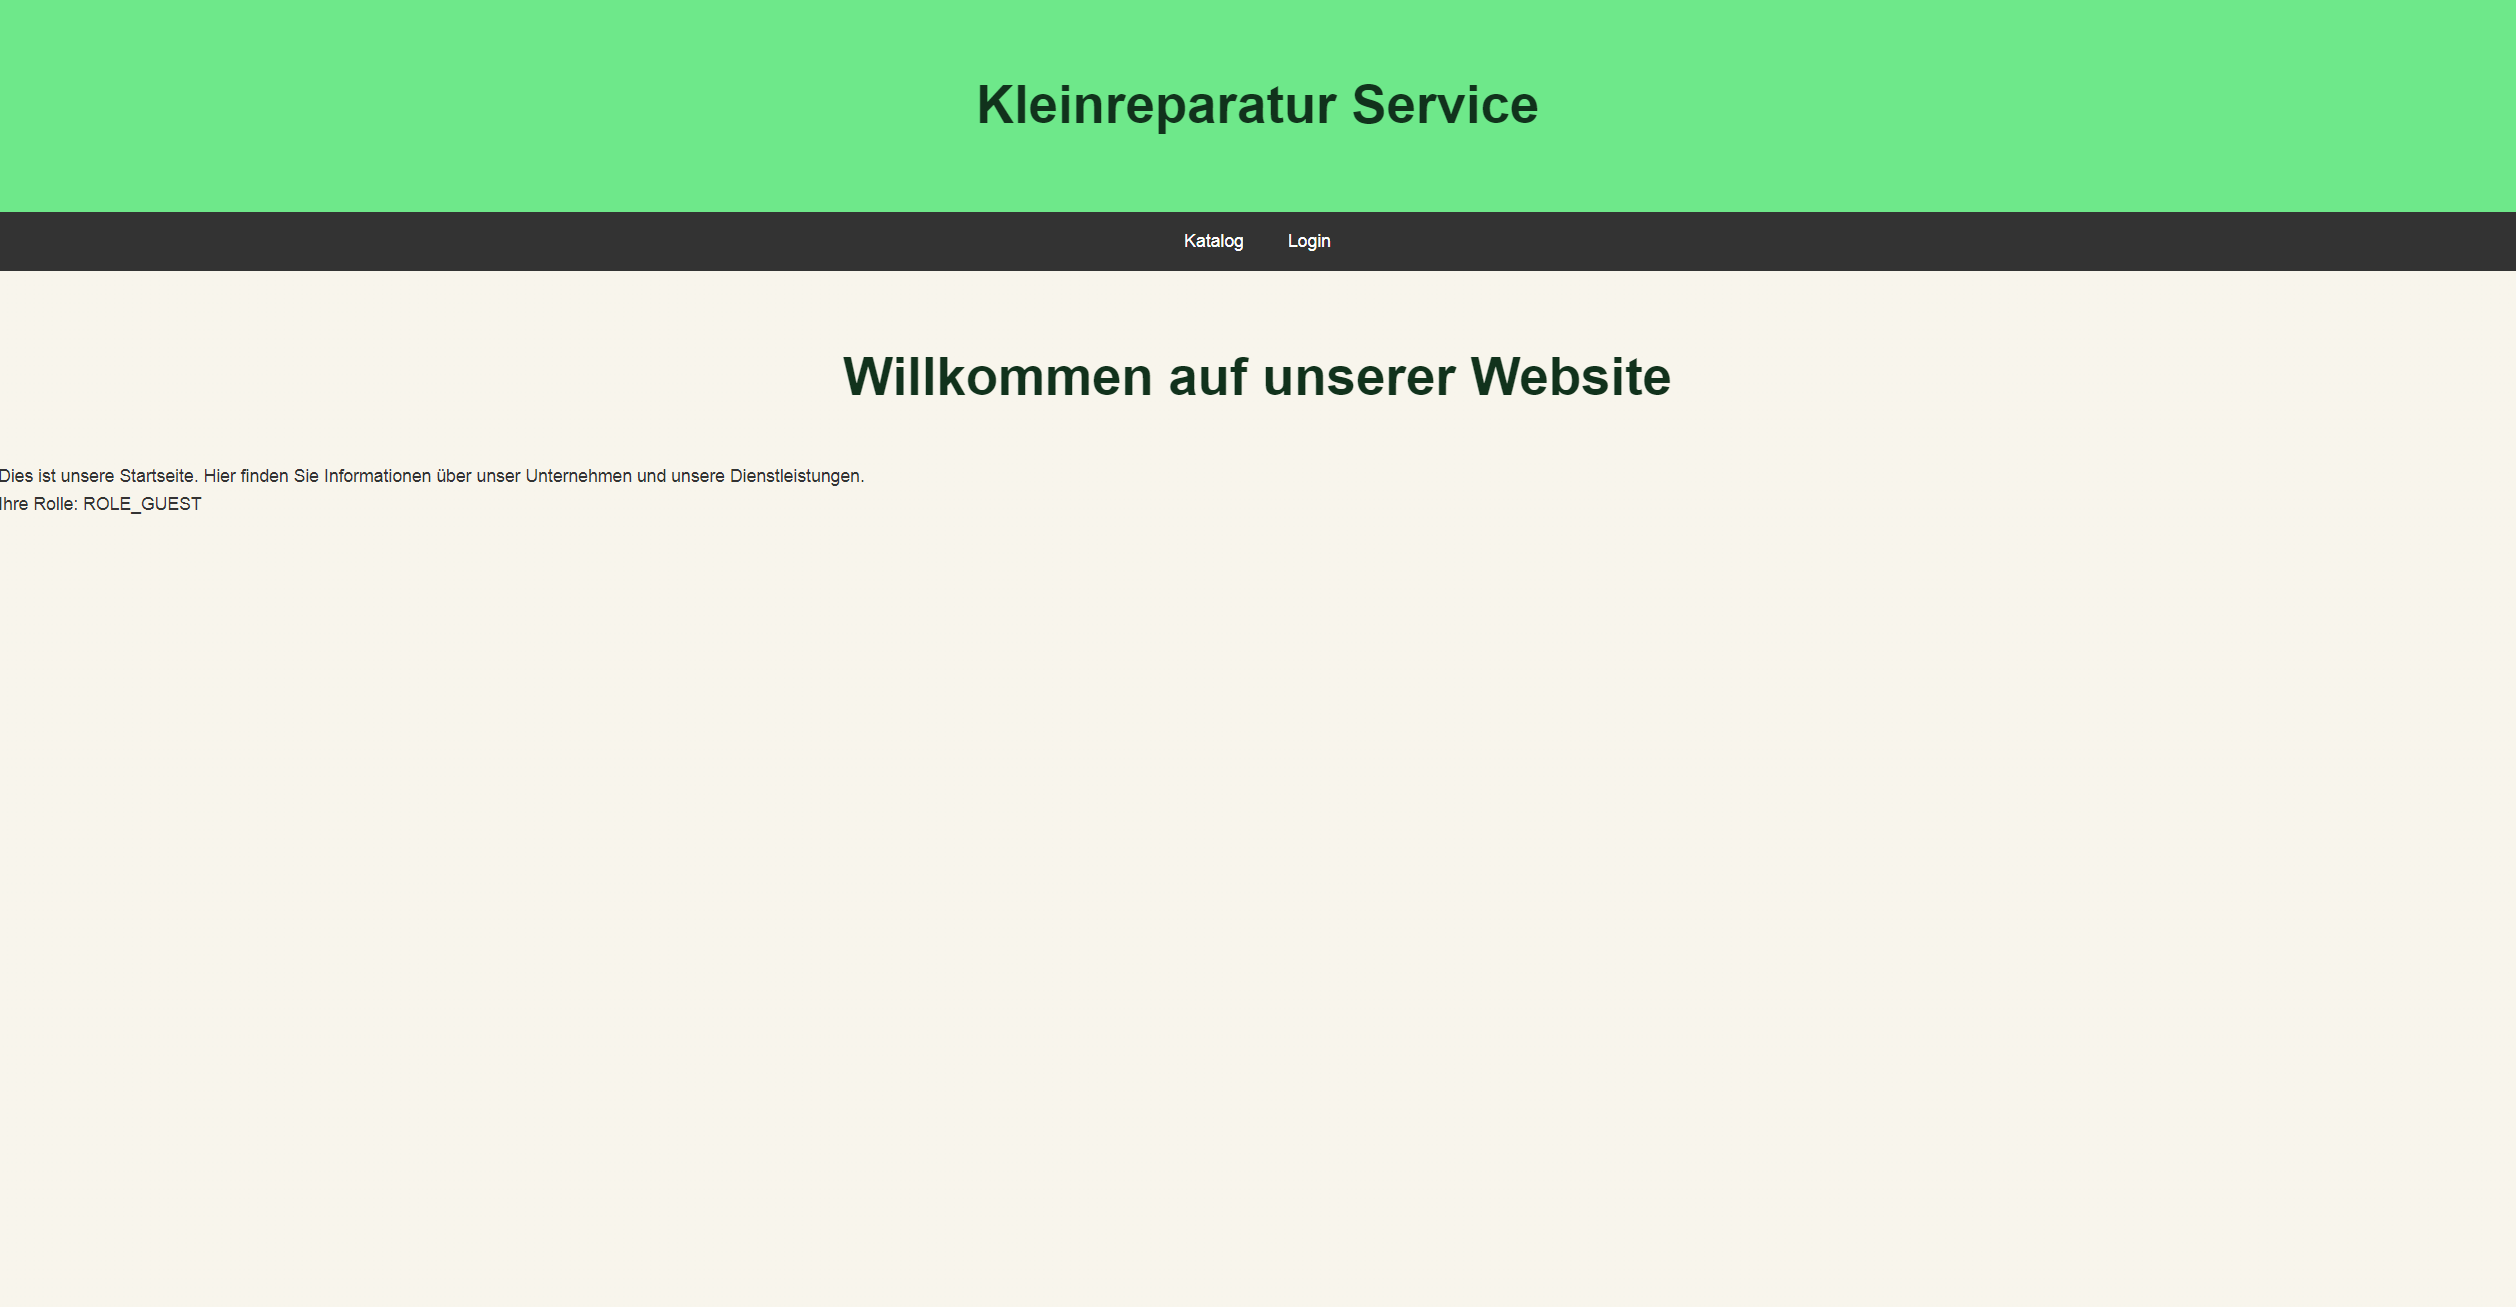 Kleinreparatur Service
Katalog Login
Willkommen auf unserer Website
Dies ist unsere Startseite. Hier finden Sie Informationen über unser Unternehmen und unsere Dienstleistungen.
Ihre Rolle: ROLE_GUEST